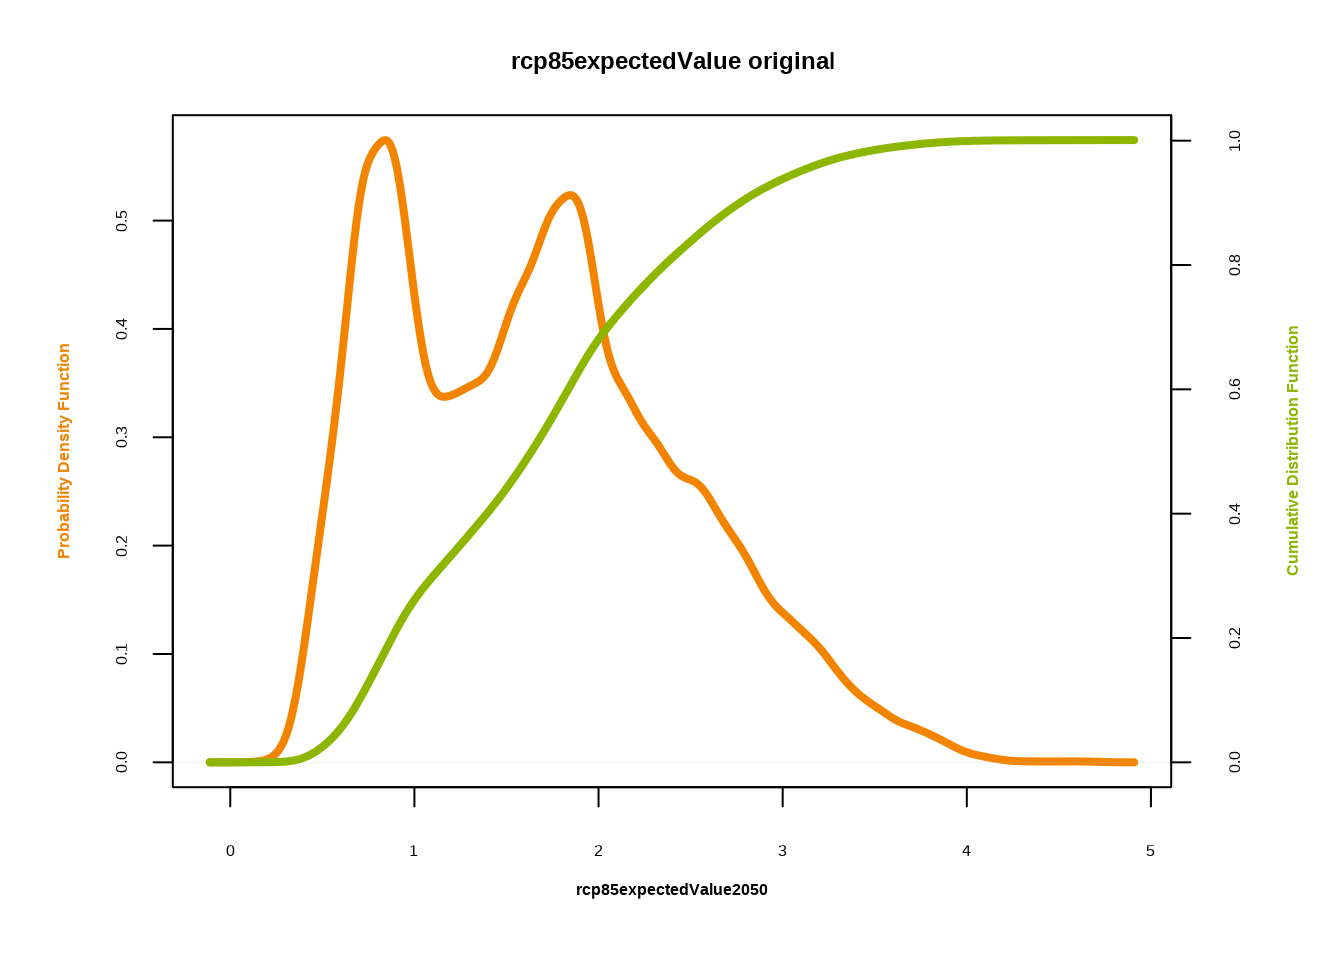 rcp85expectedValue original
Probability Density Function
0.0
0.1
0.2
0.3
0.4
0.5
0.0
0.2
0.4
0.6
0.8
1.0
Cumulative Distribution Function
0 1 2 3 4 5
rcp85expectedValue2050